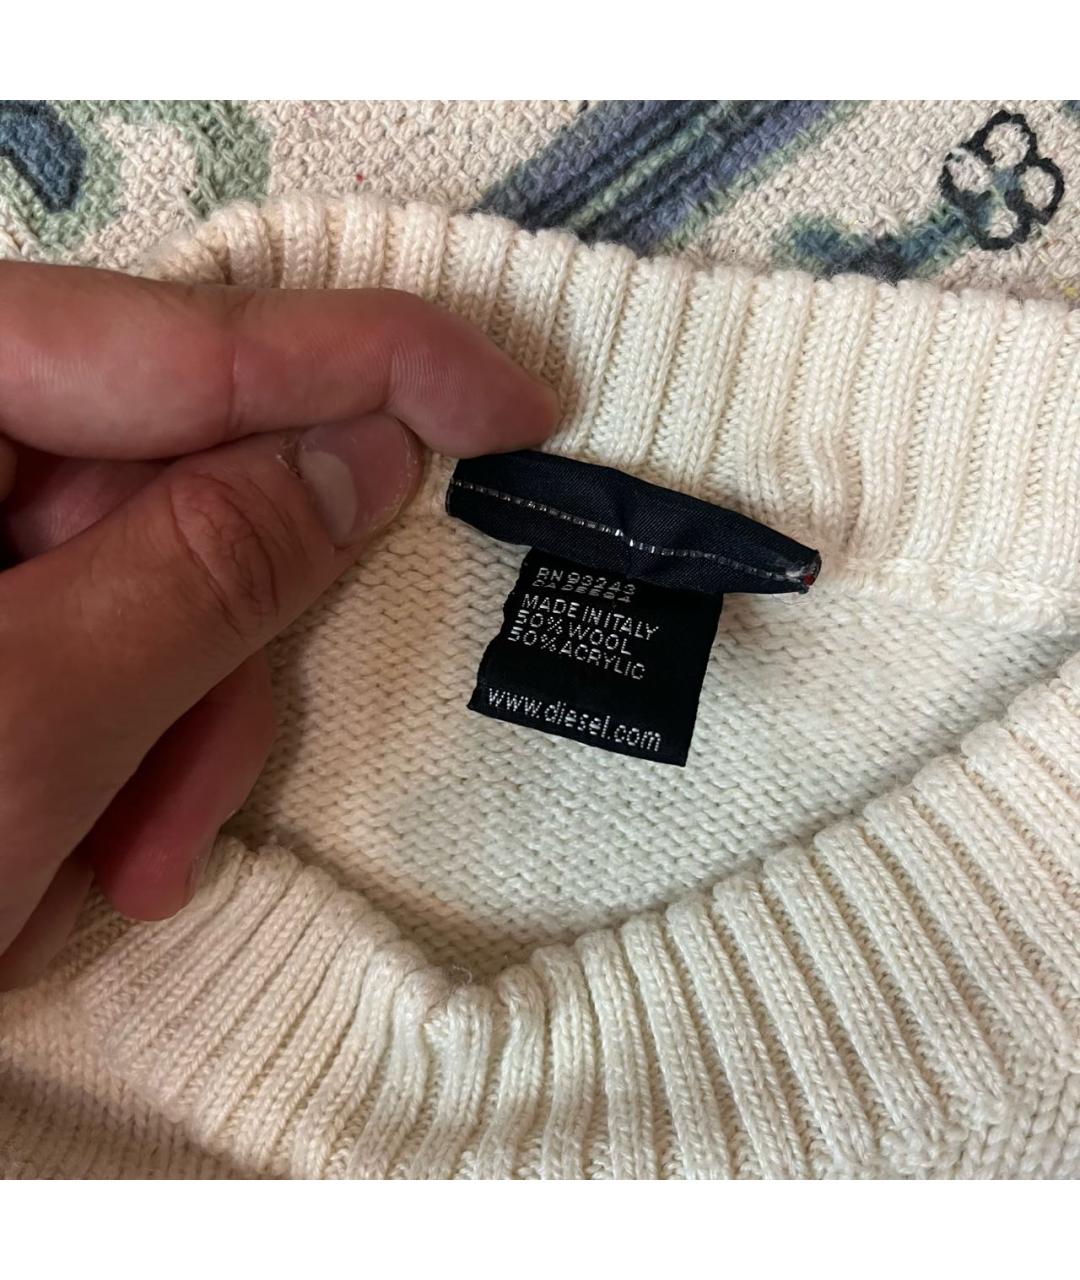 RN 93243
MADE IN ITALY
50% WOOL
50% ACRYLIC
www.diesel.com